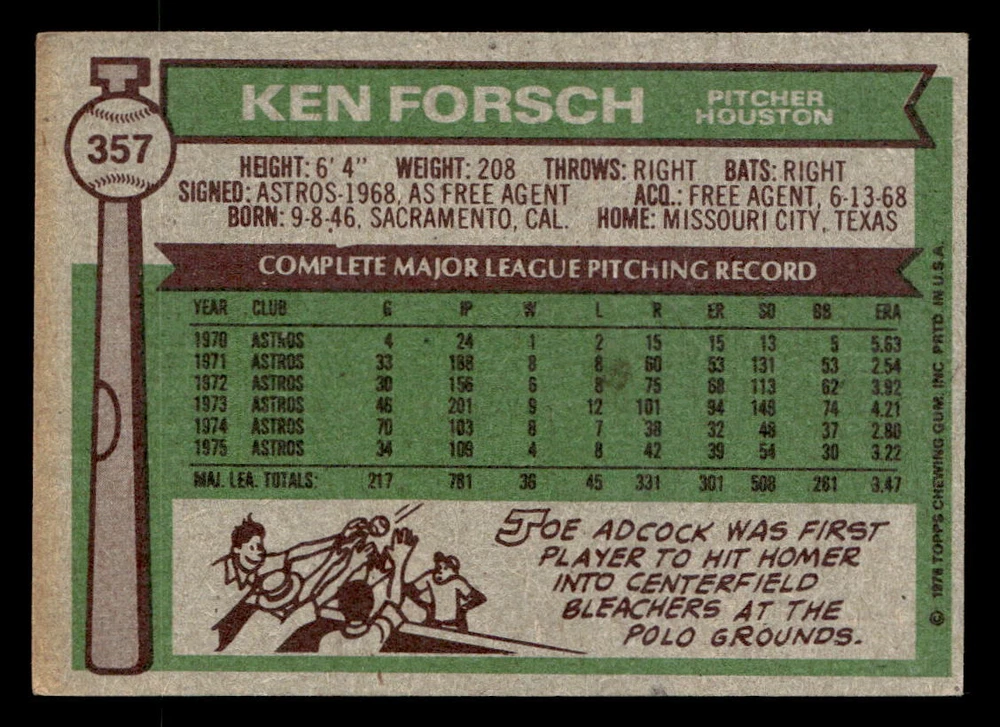 357
KEN FORSCH
PITCHER
HOUSTON
HEIGHT: 6' 4" WEIGHT: 208 THROWS: RIGHT BATS: RIGHT
SIGNED: ASTROS-1968, AS FREE AGENT ACQ.: FREE AGENT, 6-13-68
BORN: 9-8-46, SACRAMENTO, CAL. HOME: MISSOURI CITY, TEXAS
COMPLETE MAJOR LEAGUE PITCHING RECORD
YEAR CLUB G IP W L R ER SO BB ERA
1970 ASTROS 4 24 1 2 15 15 13 5 5.63
1971 ASTROS 33 188 8 8 60 53 131 53 2.54
1972 ASTROS 30 156 6 8 75 68 113 62 3.92
1973 ASTROS 46 201 9 12 101 94 149 74 4.21
1974 ASTROS 70 103 8 7 38 32 48 37 2.80
1975 ASTROS 34 109 4 8 42 39 54 30 3.22
MAJ. LEA. TOTALS: 217 781 36 45 331 301 508 261 3.47
JOE ADCOCK WAS FIRST
PLAYER TO HIT HOMER
INTO CENTERFIELD
BLEACHERS AT THE
POLO GROUNDS.
© 1976 TOPPS CHEWING GUM, INC. PRTD. IN U.S.A.